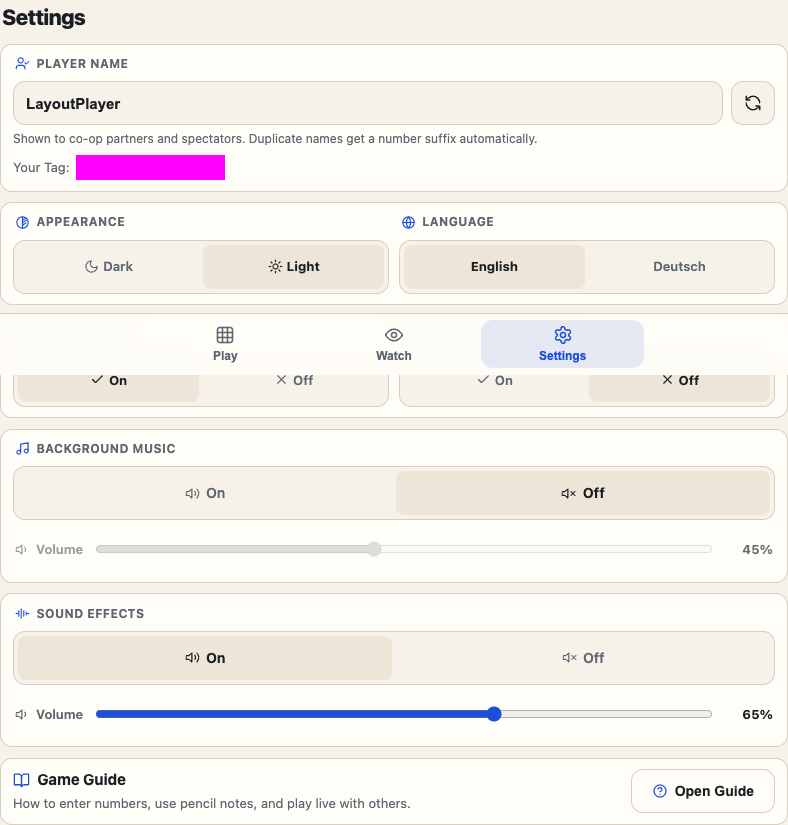 Settings
PLAYER NAME
LayoutPlayer
Shown to co-op partners and spectators. Duplicate names get a number suffix automatically.
Your Tag:
APPEARANCE
LANGUAGE
Dark
Light
English
Deutsch
Play
Watch
Settings
On
Off
On
Off
BACKGROUND MUSIC
On
Off
Volume
45%
SOUND EFFECTS
On
Off
Volume
65%
Game Guide
How to enter numbers, use pencil notes, and play live with others.
Open Guide